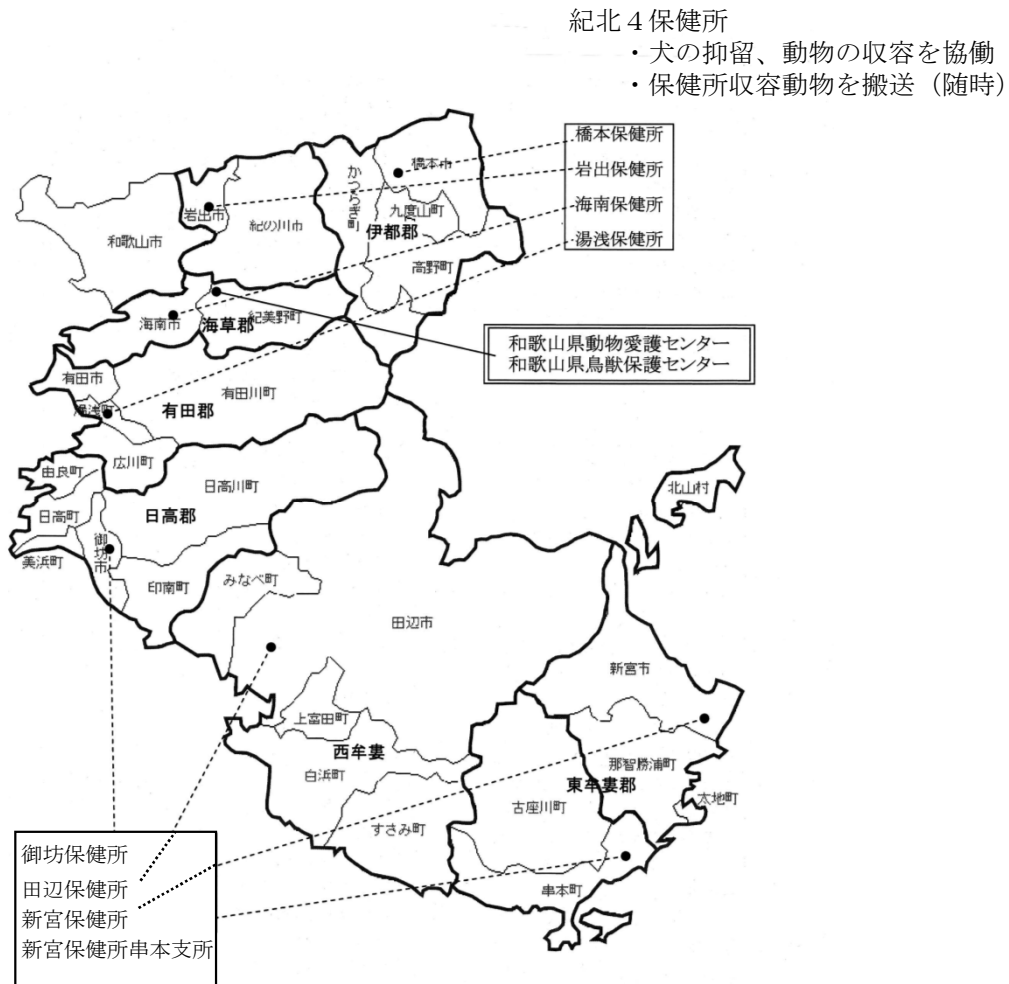 紀北４保健所
・犬の抑留、動物の収容を協働
・保健所収容動物を搬送（随時）
橋本保健所
岩出保健所
海南保健所
湯浅保健所
橋本市
かつらぎ町
九度山町
伊都郡
高野町
岩出市
紀の川市
和歌山市
海南市
海草郡
紀美野町
和歌山県動物愛護センター
和歌山県鳥獣保護センター
有田市
湯浅町
有田郡
有田川町
広川町
由良町
日高町
日高川町
日高郡
御坊市
美浜町
印南町
みなべ町
北山村
田辺市
新宮市
上富田町
西牟婁
白浜町
すさみ町
那智勝浦町
東牟婁郡
太地町
古座川町
串本町
御坊保健所
田辺保健所
新宮保健所
新宮保健所串本支所